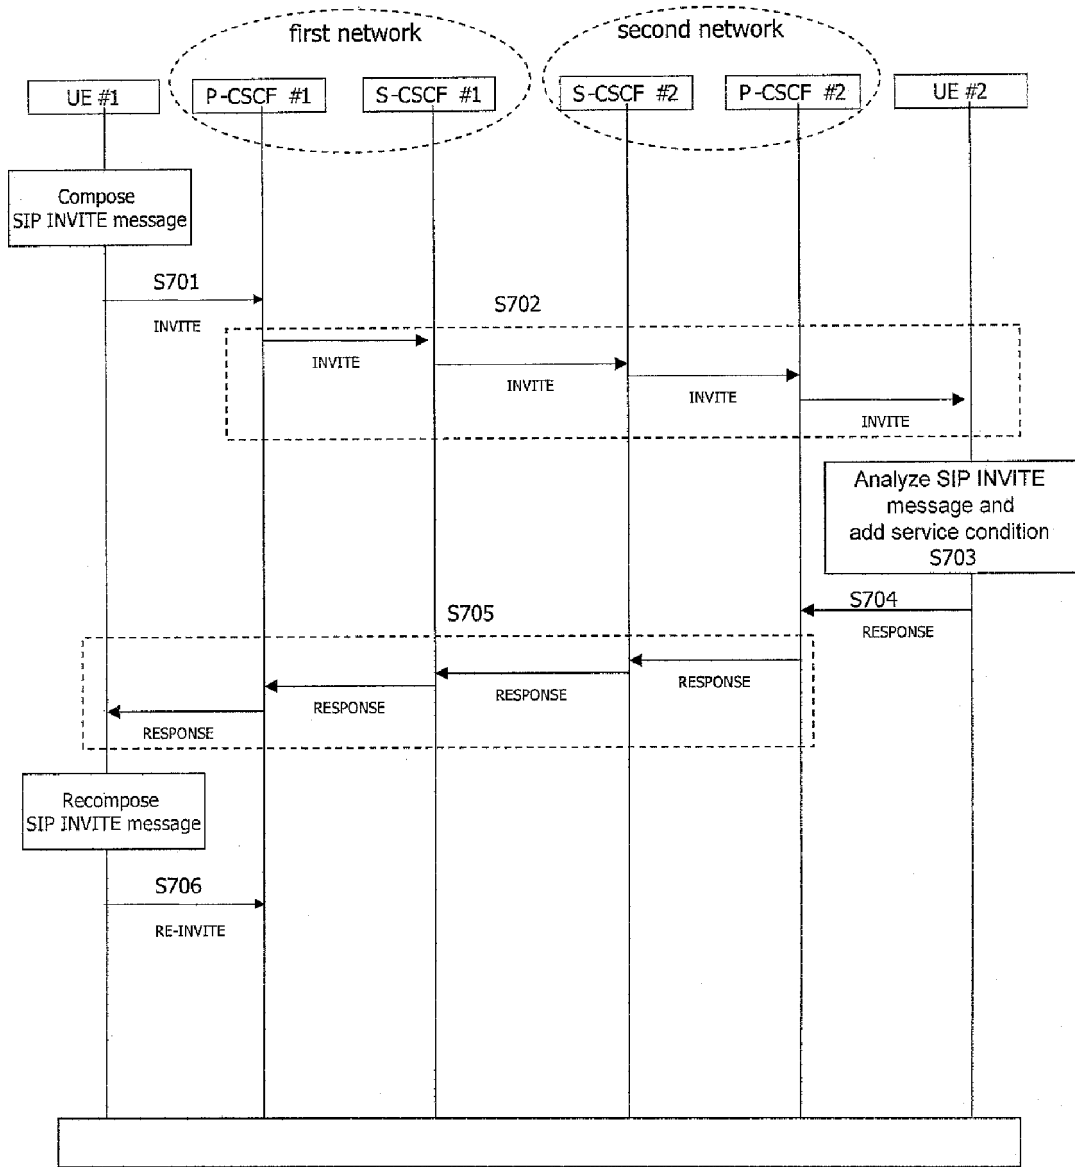 first network
second network
UE #1
P-CSCF #1
S-CSCF #1
S-CSCF #2
P-CSCF #2
UE #2
Compose
SIP INVITE message
S701
INVITE
S702
INVITE
INVITE
INVITE
INVITE
Analyze SIP INVITE
message and
add service condition
S703
S704
RESPONSE
S705
RESPONSE
RESPONSE
RESPONSE
RESPONSE
Recompose
SIP INVITE message
S706
RE-INVITE